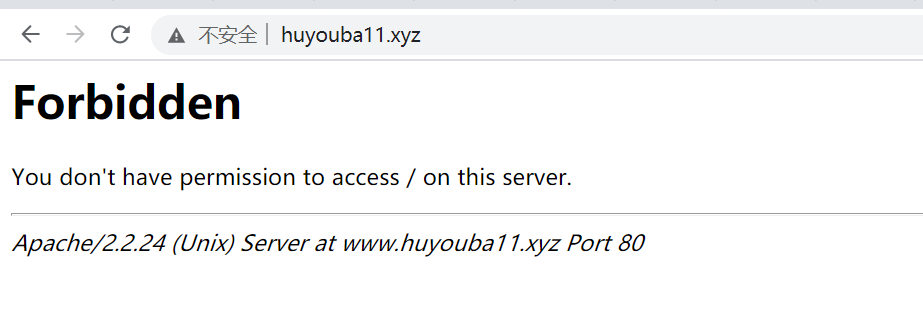 不安全 | huyouba11.xyz
Forbidden
You don't have permission to access / on this server.
Apache/2.2.24 (Unix) Server at www.huyouba11.xyz Port 80